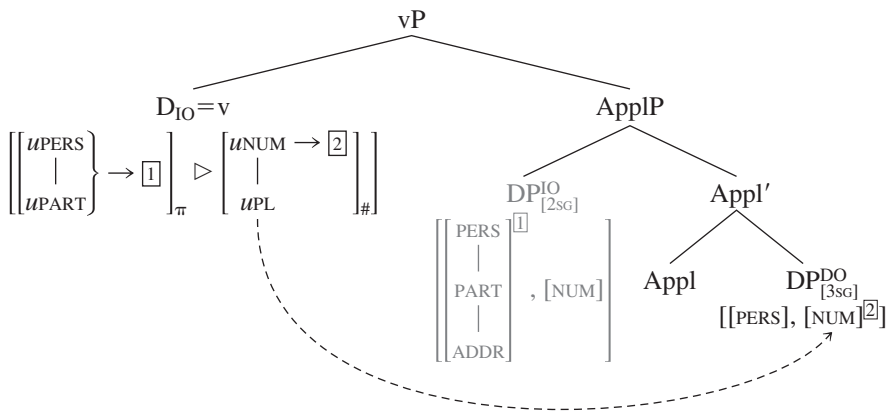 vP
D_IO=v ApplP
[[[uPERS | uPART} → 1]_π ▷ [uNUM → 2 | uPL]_#]
DP^IO_[2SG] Appl′
[[PERS | PART | ADDR]^1 , [NUM]]
Appl DP^DO_[3SG]
[[PERS], [NUM]^2]